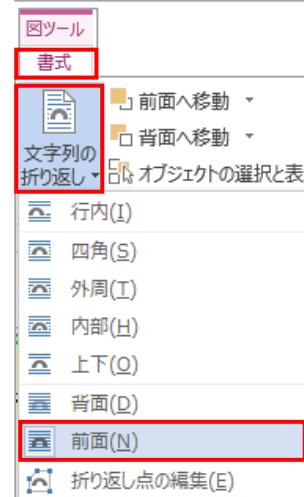 図ツール
書式
前面へ移動
背面へ移動
文字列の
折り返し
オブジェクトの選択と表
行内(I)
四角(S)
外周(T)
内部(H)
上下(O)
背面(D)
前面(N)
折り返し点の編集(E)